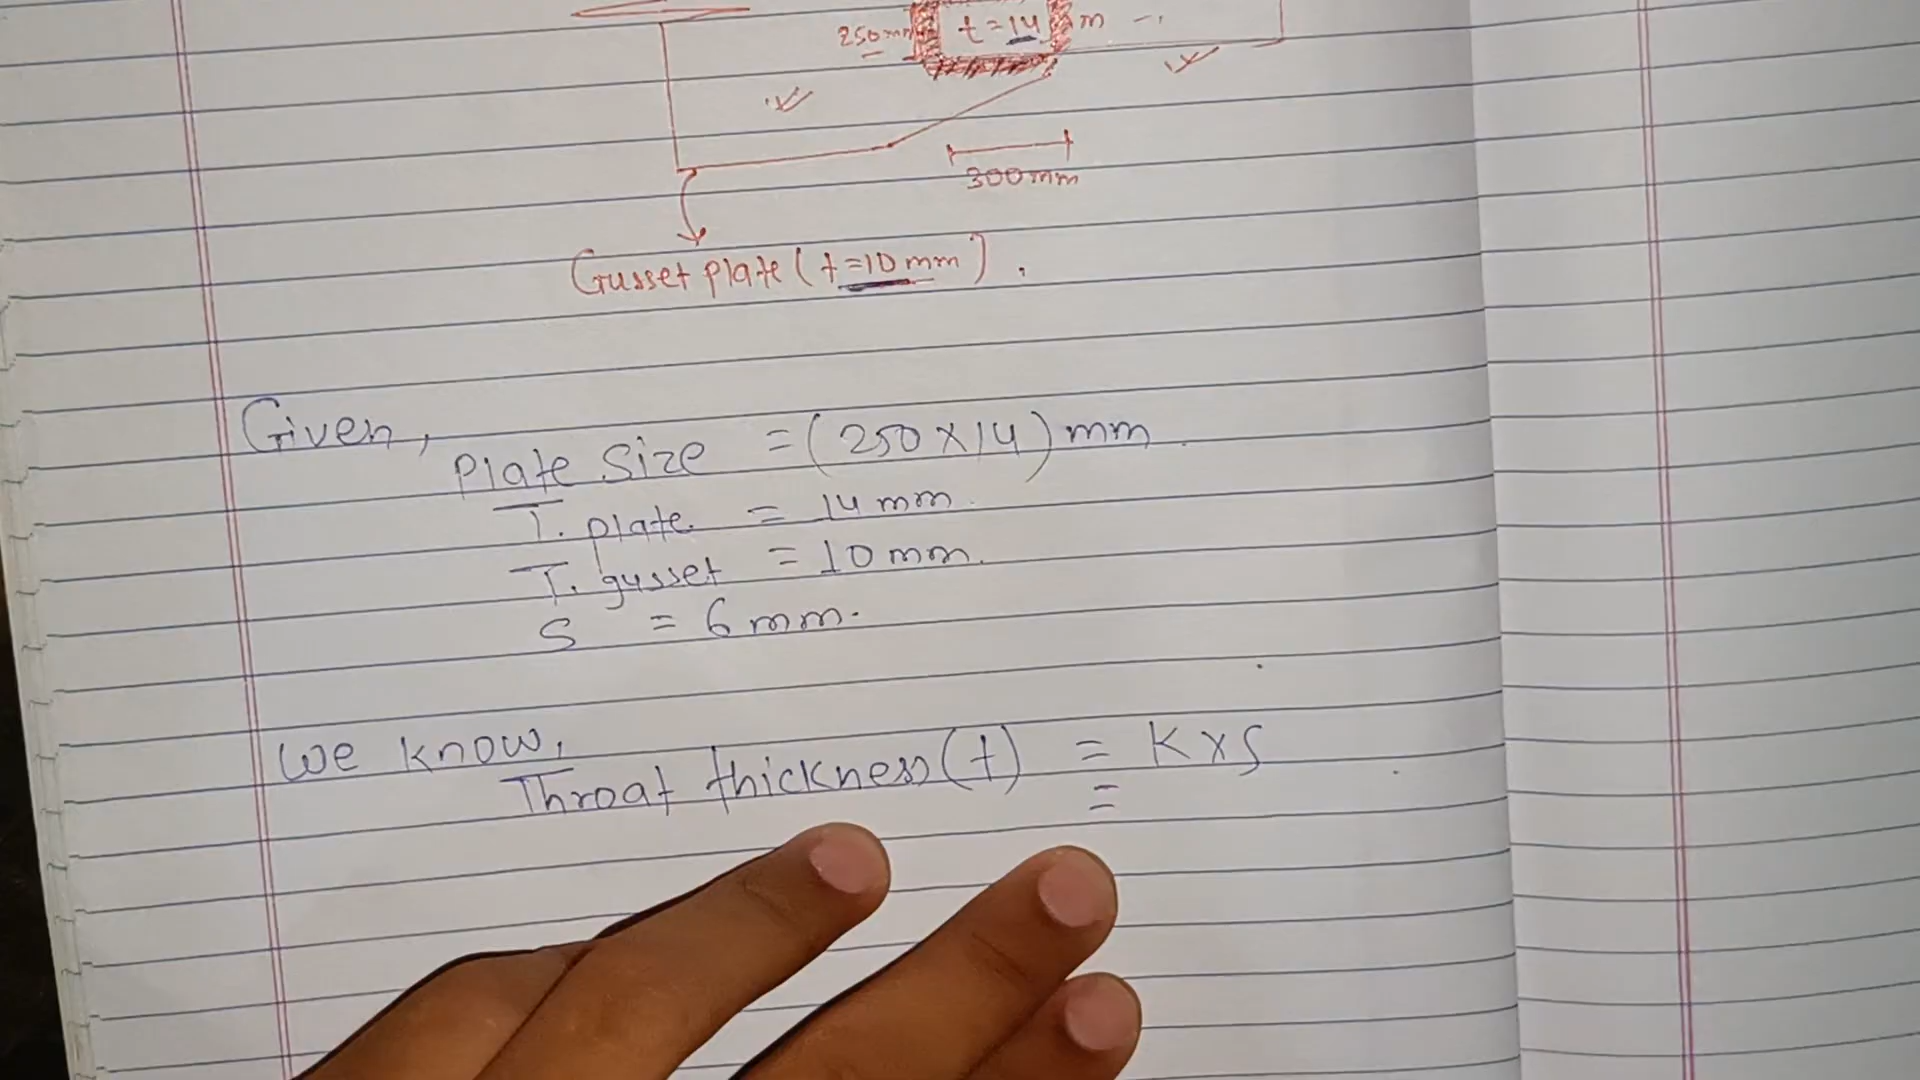 250mm t=14 m
300mm
Gusset plate (t=10mm).
Given,
Plate size = (250×14) mm.
T. plate = 14 mm.
T. gusset = 10 mm.
S = 6 mm.
We know,
Throat thickness (t) = K×S
=